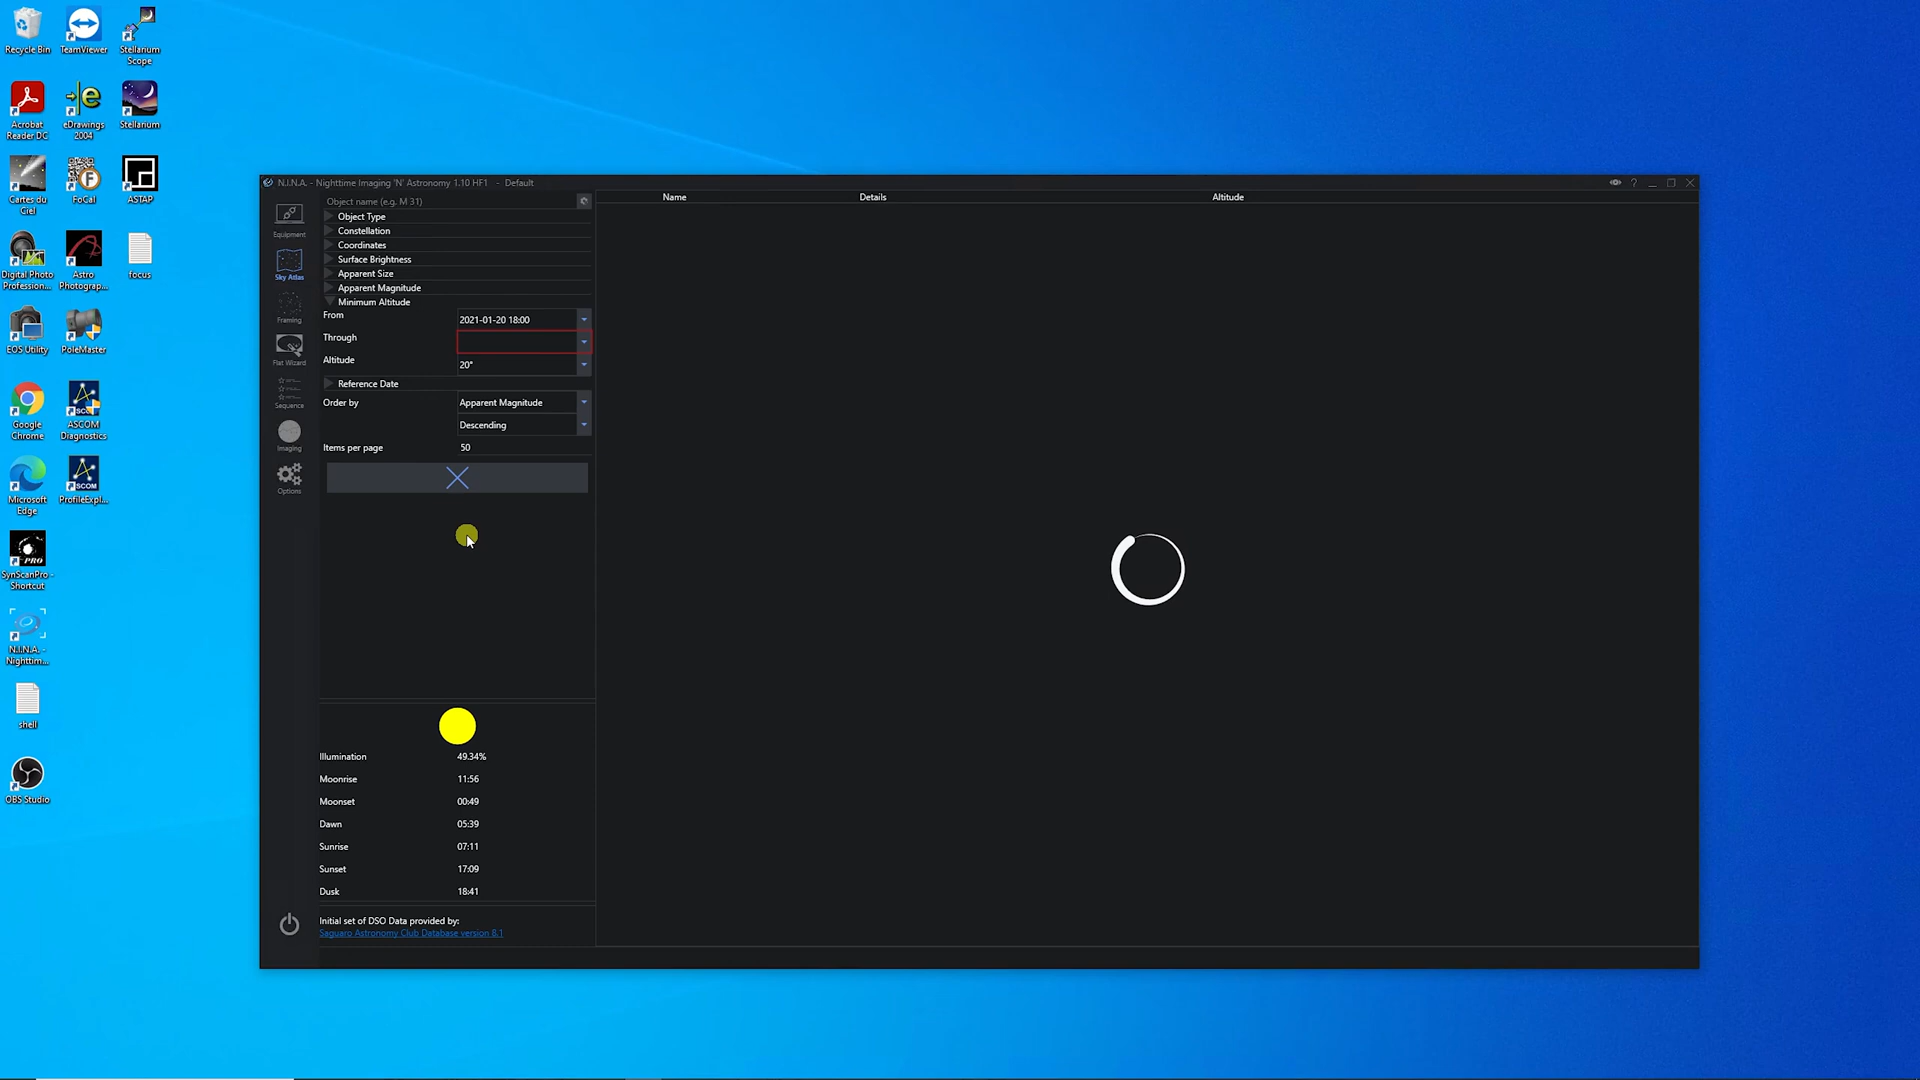 Recycle Bin
TeamViewer
Stellarium
Scope
Acrobat
Reader DC
eDrawings
2004
Stellarium
Cartes du
Ciel
FoCal
ASTAP
Digital Photo
Profession...
Astro
Photograp...
focus
EOS Utility
PoleMaster
Google
Chrome
ASCOM
Diagnostics
Microsoft
Edge
ProfileExpl...
SynScanPro -
Shortcut
N.I.N.A. -
Nighttim...
shell
OBS Studio
N.I.N.A. - Nighttime Imaging 'N' Astronomy 1.10 HF1 - Default
Equipment
Sky Atlas
Framing
Flat Wizard
Sequence
Imaging
Options
Object name (e.g. M 31)
Object Type
Constellation
Coordinates
Surface Brightness
Apparent Size
Apparent Magnitude
Minimum Altitude
From 2021-01-20 18:00
Through
Altitude 20°
Reference Date
Order by Apparent Magnitude
Descending
Items per page 50
Illumination 49.34%
Moonrise 11:56
Moonset 00:49
Dawn 05:39
Sunrise 07:11
Sunset 17:09
Dusk 18:41
Initial set of DSO Data provided by:
Saguaro Astronomy Club Database version 8.1
Name Details Altitude